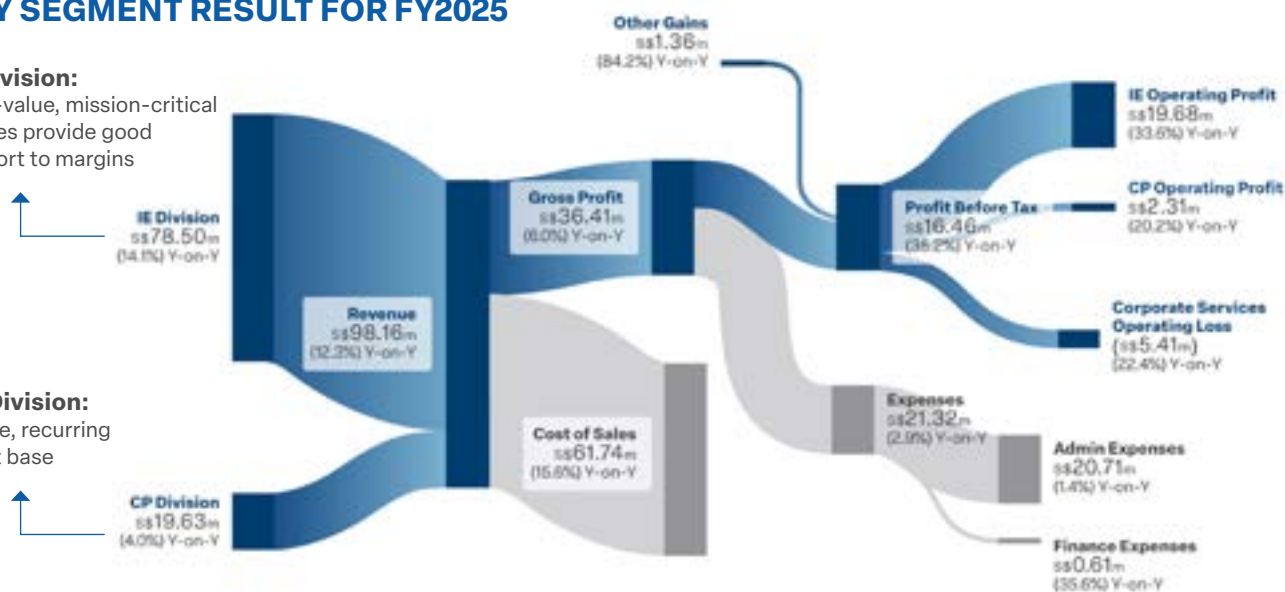 Y SEGMENT RESULT FOR FY2025
vision:
-value, mission-critical
es provide good
ort to margins
IE Division
S$78.50m
(14.1%) Y-on-Y
Division:
e, recurring
t base
CP Division
S$19.63m
(4.0%) Y-on-Y
Revenue
S$98.16m
(12.3%) Y-on-Y
Gross Profit
S$36.41m
(6.0%) Y-on-Y
Cost of Sales
S$61.74m
(15.6%) Y-on-Y
Other Gains
S$1.36m
(84.2%) Y-on-Y
Profit Before Tax
S$16.46m
Y-on-Y
Expenses
S$21.32m
(2.9%) Y-on-Y
IE Operating Profit
S$19.68m
(33.6%) Y-on-Y
CP Operating Profit
S$2.31m
(20.2%) Y-on-Y
Corporate Services
Operating Loss
(S$5.41m)
(22.4%) Y-on-Y
Admin Expenses
S$20.71m
(1.4%) Y-on-Y
Finance Expenses
S$0.61m
(35.6%) Y-on-Y